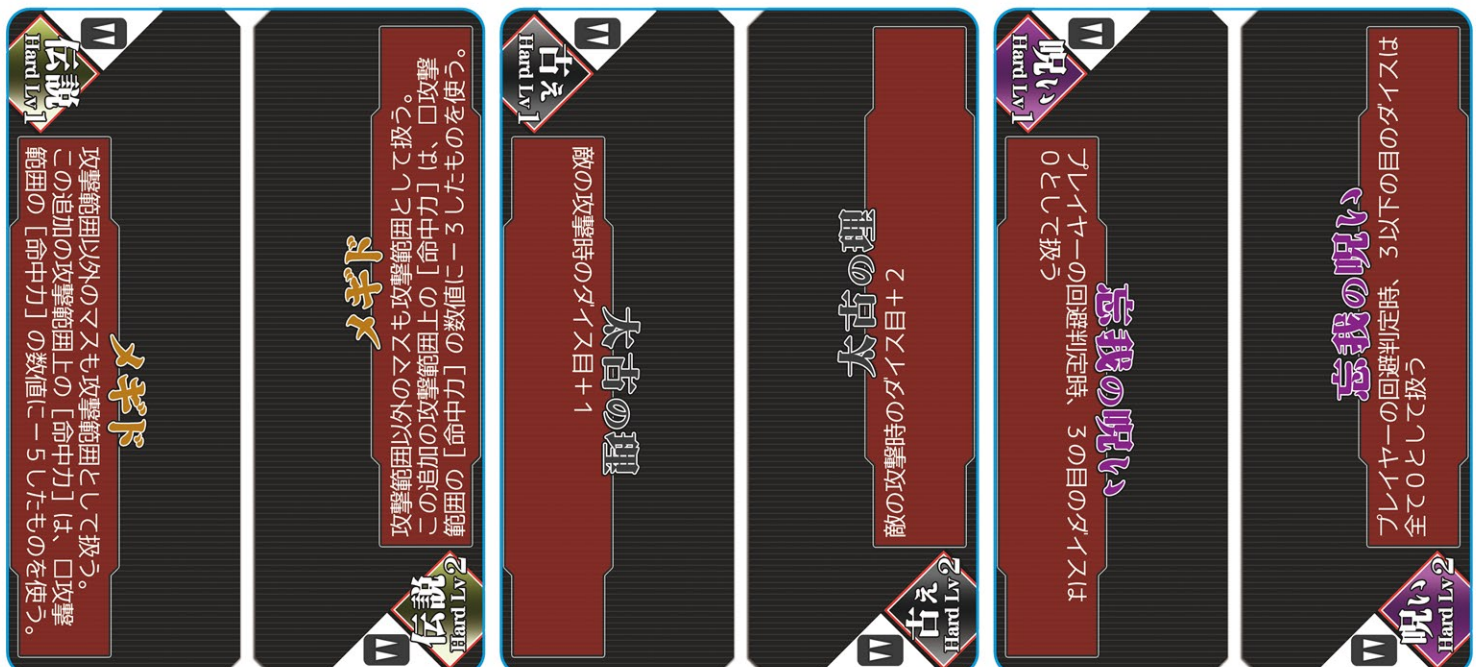 伝説
Hard Lv1
W
メギド
攻撃範囲以外のマスも攻撃範囲として扱う。
この追加の攻撃範囲上の［命中力］は、口攻撃
範囲の［命中力］の数値に－５したものを使う。
伝説
Hard Lv2
W
メギド
攻撃範囲以外のマスも攻撃範囲として扱う。
この追加の攻撃範囲上の［命中力］は、口攻撃
範囲の［命中力］の数値に－３したものを使う。
古え
Hard Lv1
W
太古の理
敵の攻撃時のダイス目＋１
古え
Hard Lv2
W
太古の理
敵の攻撃時のダイス目＋２
呪い
Hard Lv1
W
忘我の呪い
プレイヤーの回避判定時、３の目のダイスは
０として扱う
呪い
Hard Lv2
W
忘我の呪い
プレイヤーの回避判定時、３以下の目のダイスは
全て０として扱う